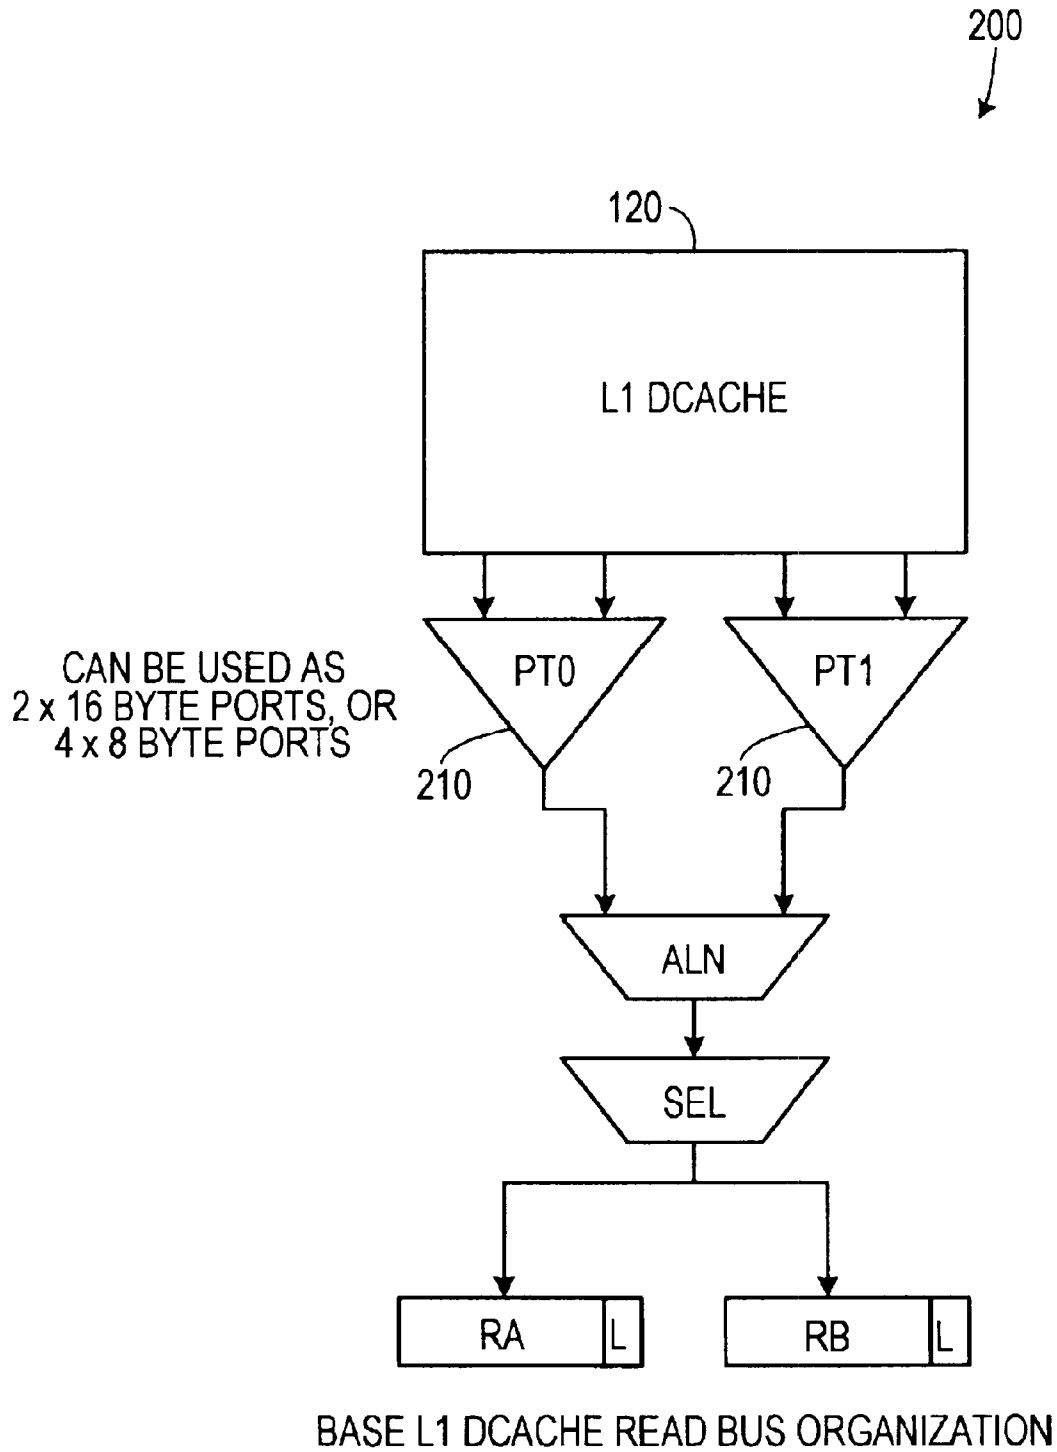 200
120
L1 DCACHE
PT0
PT1
CAN BE USED AS
2 x 16 BYTE PORTS, OR
4 x 8 BYTE PORTS
210
210
ALN
SEL
RA
L
RB
L
BASE L1 DCACHE READ BUS ORGANIZATION